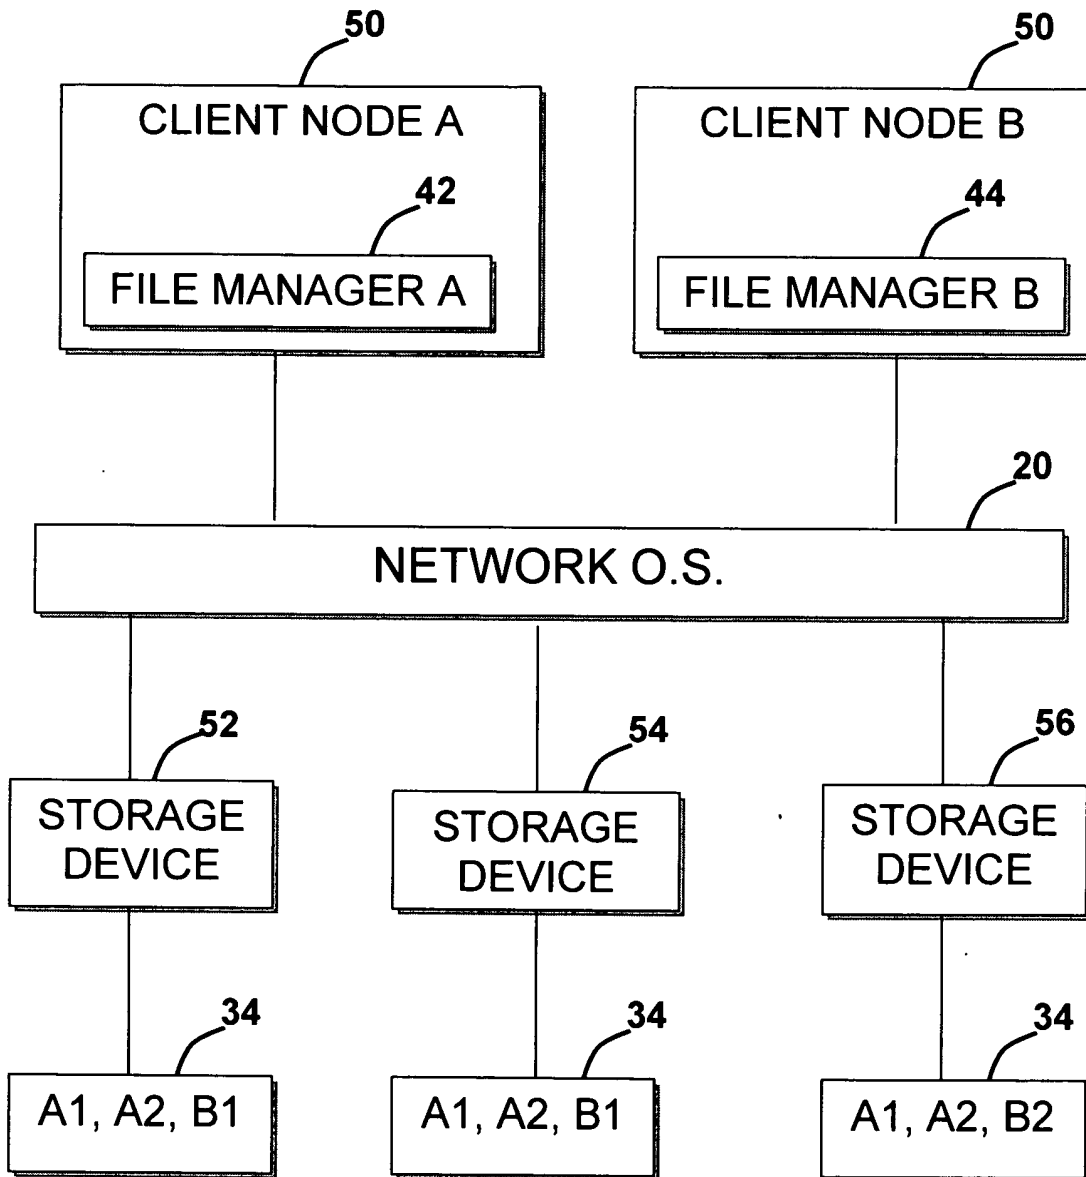 50
50
CLIENT NODE A
CLIENT NODE B
42
44
FILE MANAGER A
FILE MANAGER B
20
NETWORK O.S.
52
54
56
STORAGE
DEVICE
STORAGE
DEVICE
STORAGE
DEVICE
34
34
34
A1, A2, B1
A1, A2, B1
A1, A2, B2